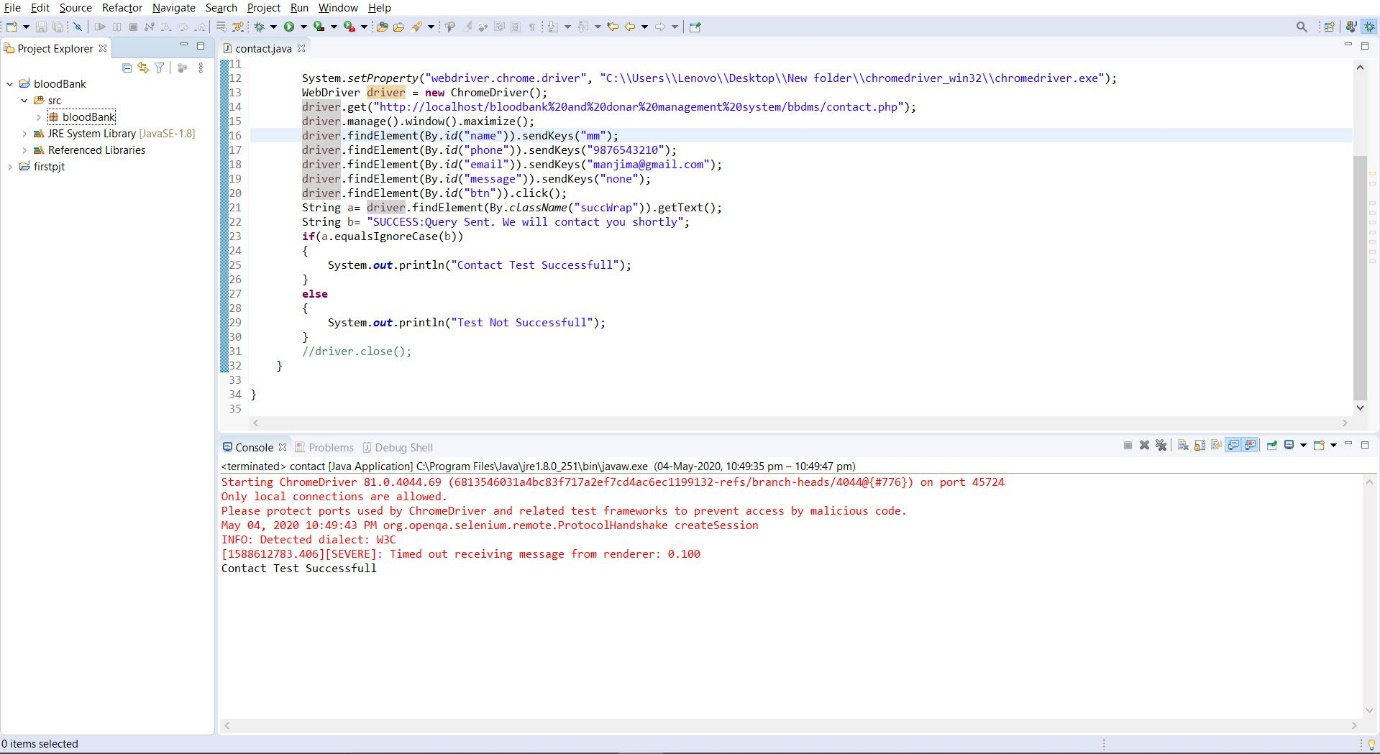 File Edit Source Refactor Navigate Search Project Run Window Help
Project Explorer
contact.java
bloodBank
src
bloodBank
JRE System Library [JavaSE-1.8]
Referenced Libraries
firstpjt
11
12 System.setProperty("webdriver.chrome.driver", "C:\\Users\\Lenovo\\Desktop\\New folder\\chromedriver_win32\\chromedriver.exe");
13 WebDriver driver = new ChromeDriver();
14 driver.get("http://localhost/bloodbank%20and%20donar%20management%20system/bbdms/contact.php");
15 driver.manage().window().maximize();
16 driver.findElement(By.id("name")).sendKeys("mm");
17 driver.findElement(By.id("phone")).sendKeys("9876543210");
18 driver.findElement(By.id("email")).sendKeys("manjima@gmail.com");
19 driver.findElement(By.id("message")).sendKeys("none");
20 driver.findElement(By.id("btn")).click();
21 String a= driver.findElement(By.className("succWrap")).getText();
22 String b= "SUCCESS:Query Sent. We will contact you shortly";
23 if(a.equalsIgnoreCase(b))
24 {
25 System.out.println("Contact Test Successfull");
26 }
27 else
28 {
29 System.out.println("Test Not Successfull");
30 }
31 //driver.close();
32 }
33
34 }
35
Console Problems Debug Shell
<terminated> contact [Java Application] C:\Program Files\Java\jre1.8.0_251\bin\javaw.exe (04-May-2020, 10:49:35 pm – 10:49:47 pm)
Starting ChromeDriver 81.0.4044.69 (6813546031a4bc83f717a2ef7cd4ac6ec1199132-refs/branch-heads/4044@{#776}) on port 45724
Only local connections are allowed.
Please protect ports used by ChromeDriver and related test frameworks to prevent access by malicious code.
May 04, 2020 10:49:43 PM org.openqa.selenium.remote.ProtocolHandshake createSession
INFO: Detected dialect: W3C
[1588612783.406][SEVERE]: Timed out receiving message from renderer: 0.100
Contact Test Successfull
0 items selected